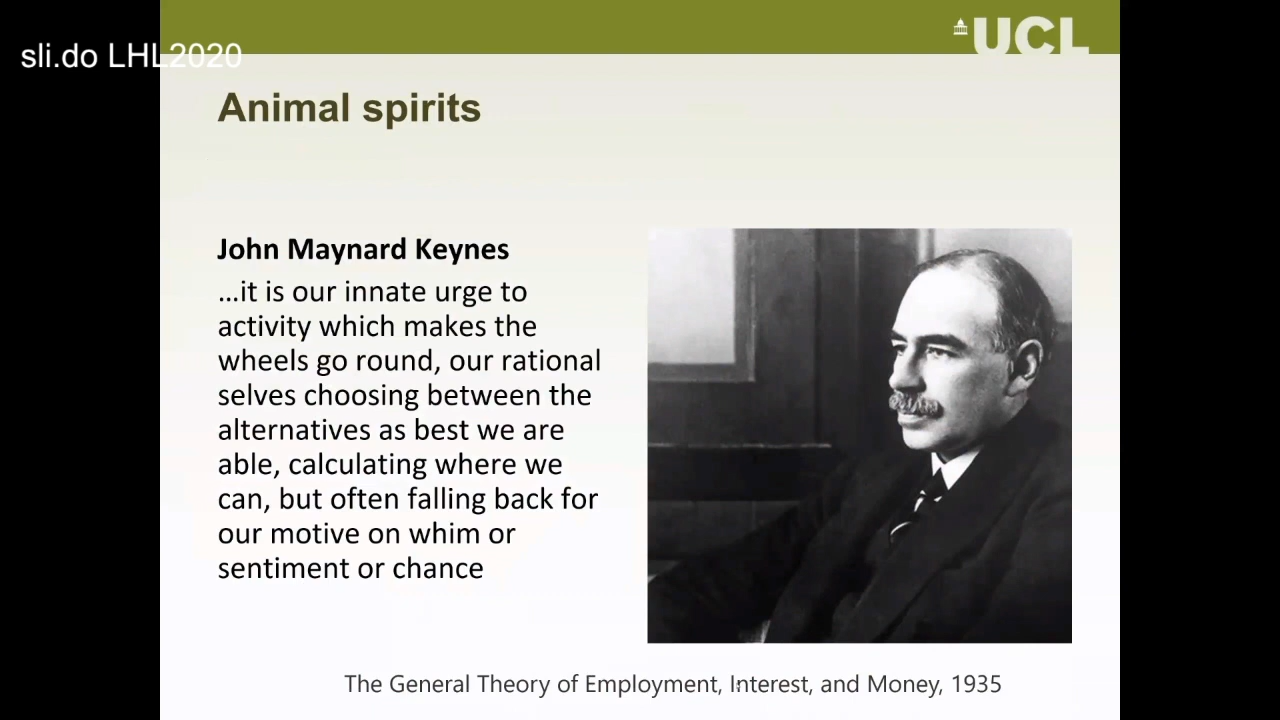 UCL
sli.do LHL2020
Animal spirits
John Maynard Keynes
...it is our innate urge to
activity which makes the
wheels go round, our rational
selves choosing between the
alternatives as best we are
able, calculating where we
can, but often falling back for
our motive on whim or
sentiment or chance
The General Theory of Employment, Interest, and Money, 1935